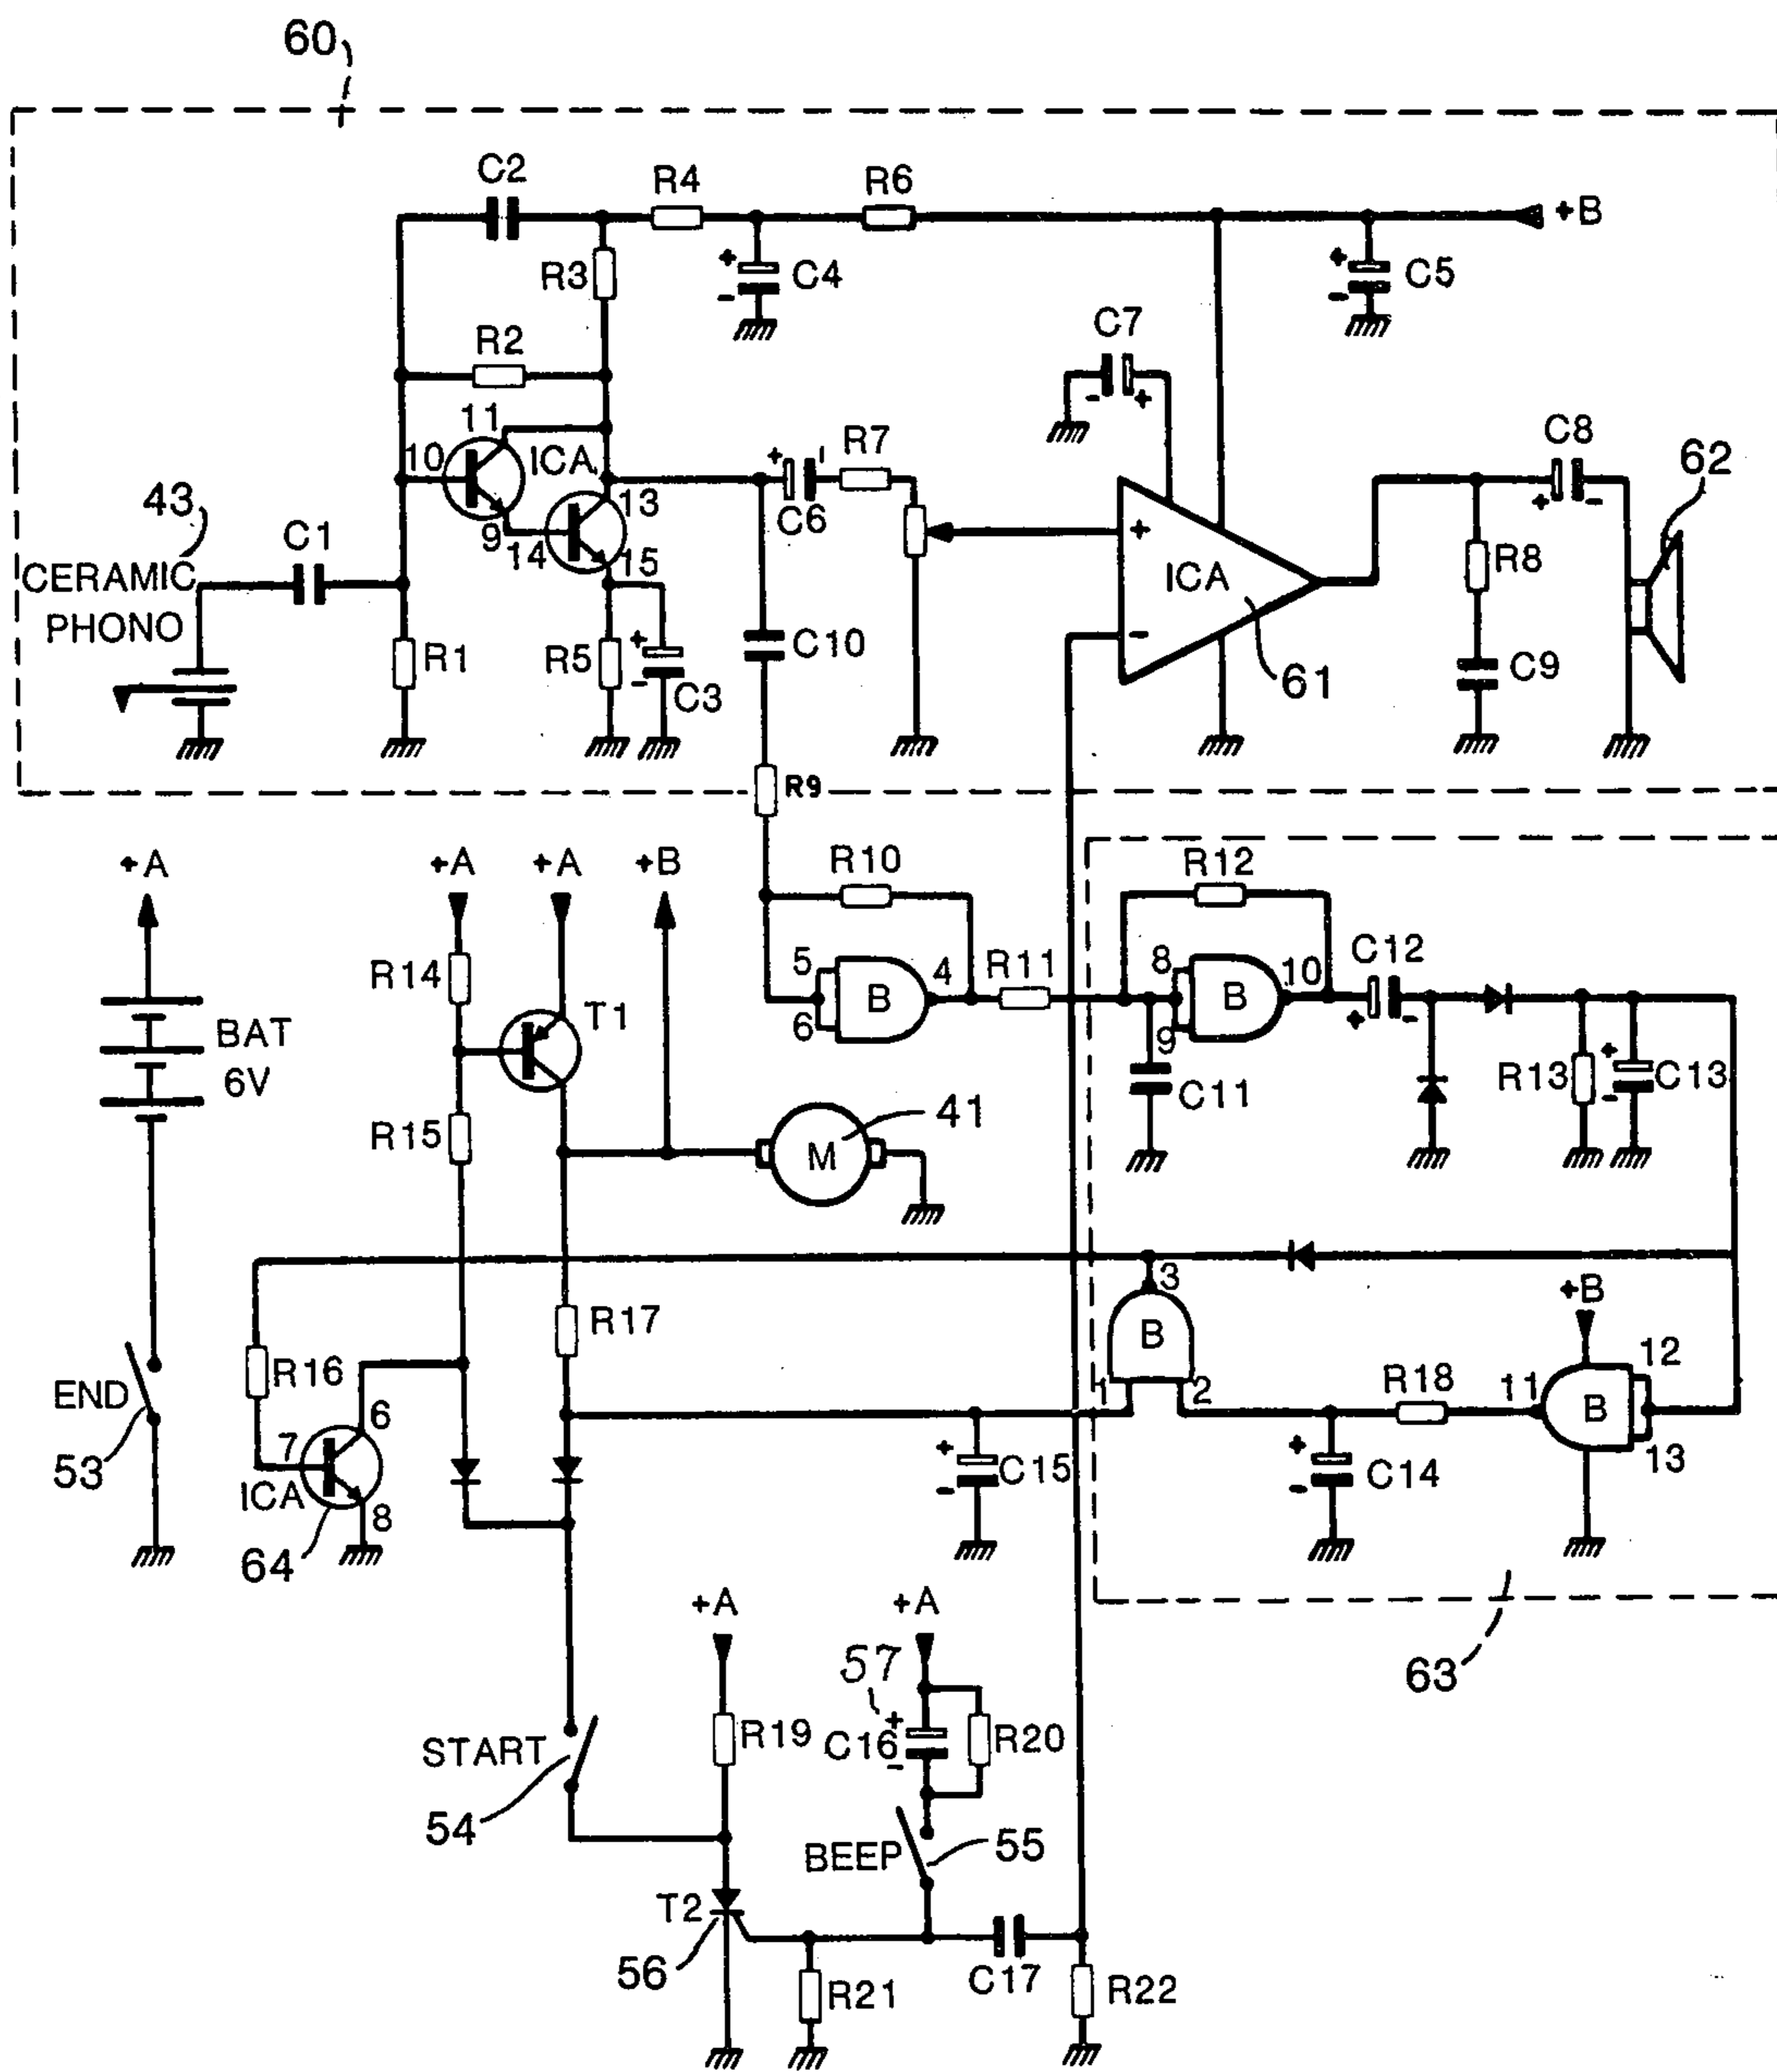 60
C2
R4
R6
+B
R3
+
C4
-
+
C5
-
C7
R2
-
+
11
10
ICA
+
R7
C8
62
43
13
C6
+
+
-
C1
9
14
15
R8
CERAMIC
PHONO
ICA
R1
R5
+
-
C3
C10
-
61
C9
R9
+A
+A
+A
+B
R10
R12
R14
5
4
R11
8
10
C12
B
B
6
9
+
-
T1
BAT
6V
R13
+
-
C13
C11
R15
41
M
3
R17
B
+B
12
R16
1
2
R18
11
END
6
B
53
7
ICA
+
C15
-
+
C14
-
13
8
64
+A
+A
63
57
+
R19
C16
R20
START
-
54
BEEP
55
T2
56
C17
R21
R22